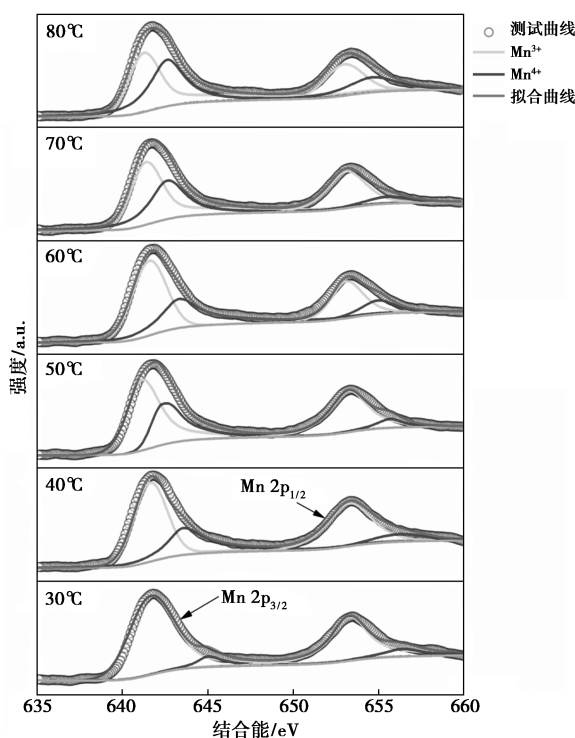 80℃
测试曲线
Mn³⁺
Mn⁴⁺
拟合曲线
70℃
60℃
50℃
40℃
Mn 2p₁/₂
30℃
Mn 2p₃/₂
强度/a.u.
635 640 645 650 655 660
结合能/eV